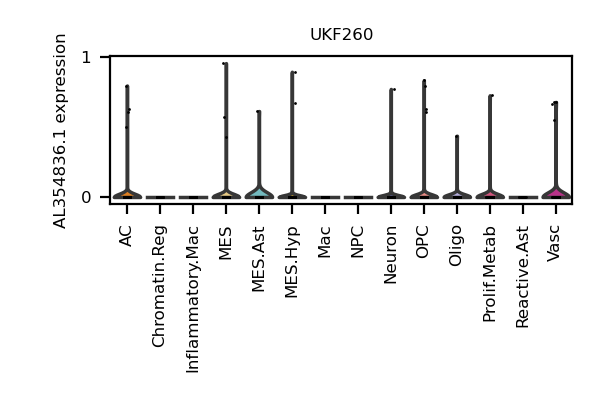 UKF260
AL354836.1 expression
1
0
AC
Chromatin.Reg
Inflammatory.Mac
MES
MES.Ast
MES.Hyp
Mac
NPC
Neuron
OPC
Oligo
Prolif.Metab
Reactive.Ast
Vasc